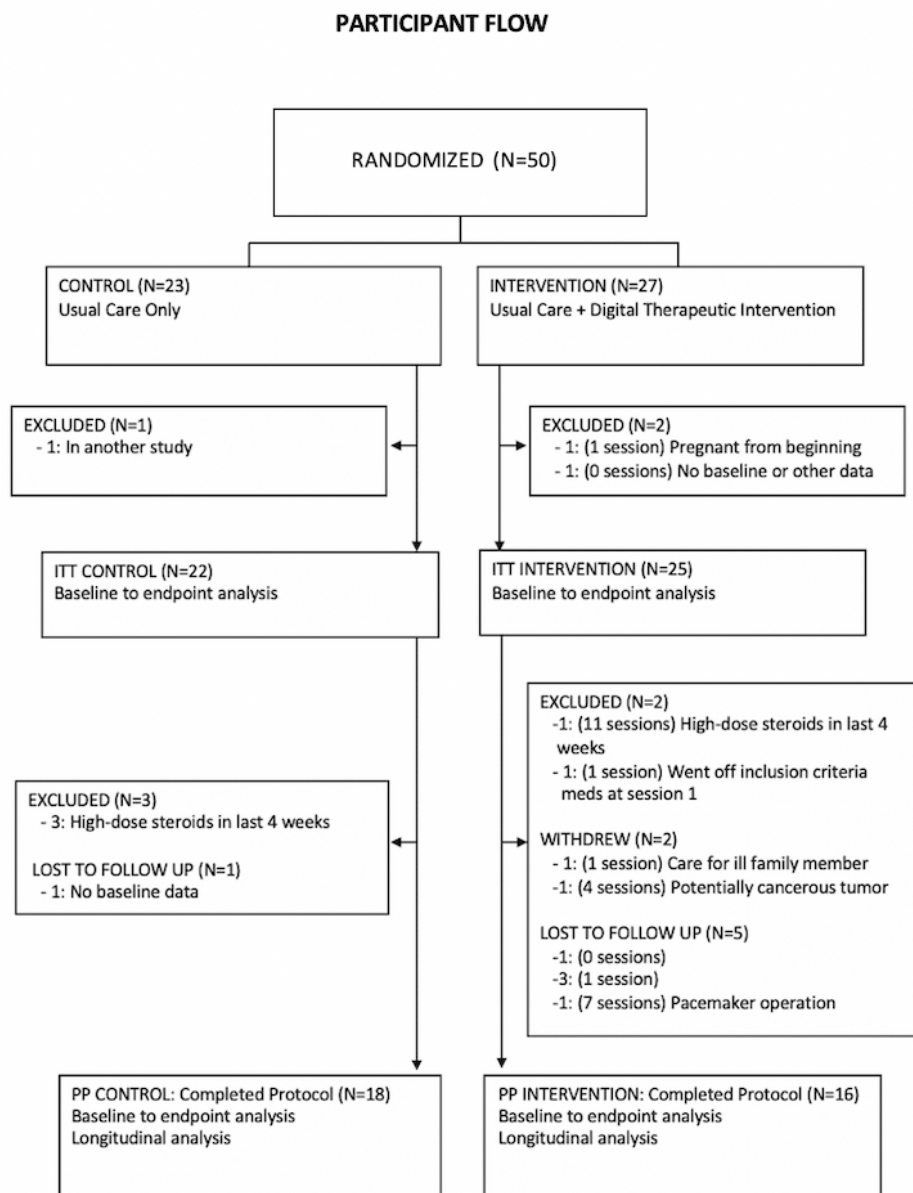 PARTICIPANT FLOW
RANDOMIZED (N=50)
CONTROL (N=23)
Usual Care Only
INTERVENTION (N=27)
Usual Care + Digital Therapeutic Intervention
EXCLUDED (N=1)
- 1: In another study
EXCLUDED (N=2)
- 1: (1 session) Pregnant from beginning
- 1: (0 sessions) No baseline or other data
ITT CONTROL (N=22)
Baseline to endpoint analysis
ITT INTERVENTION (N=25)
Baseline to endpoint analysis
EXCLUDED (N=3)
- 3: High-dose steroids in last 4 weeks
LOST TO FOLLOW UP (N=1)
- 1: No baseline data
EXCLUDED (N=2)
-1: (11 sessions) High-dose steroids in last 4
weeks
- 1: (1 session) Went off inclusion criteria
meds at session 1
WITHDREW (N=2)
- 1: (1 session) Care for ill family member
-1: (4 sessions) Potentially cancerous tumor
LOST TO FOLLOW UP (N=5)
-1: (0 sessions)
-3: (1 session)
-1: (7 sessions) Pacemaker operation
PP CONTROL: Completed Protocol (N=18)
Baseline to endpoint analysis
Longitudinal analysis
PP INTERVENTION: Completed Protocol (N=16)
Baseline to endpoint analysis
Longitudinal analysis